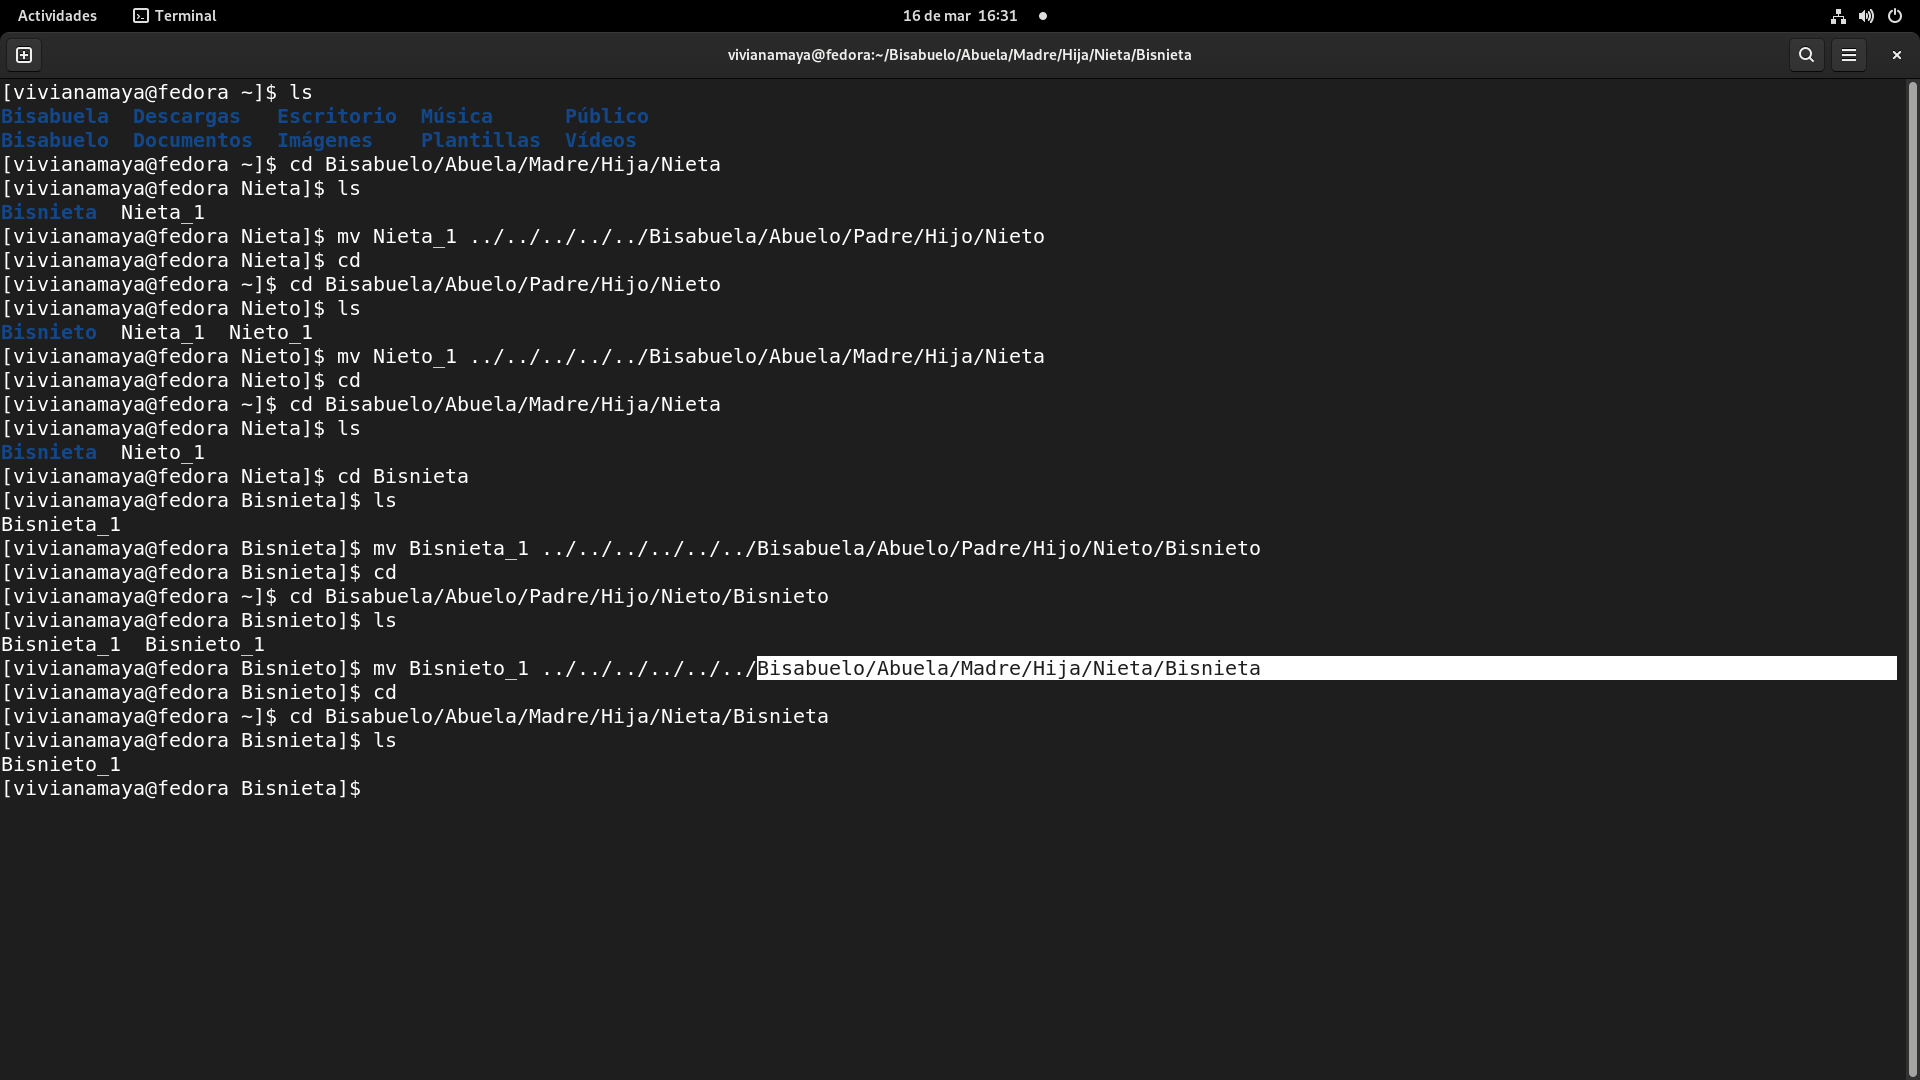 Actividades Terminal 16 de mar 16:31
vivianamaya@fedora:~/Bisabuelo/Abuela/Madre/Hija/Nieta/Bisnieta
[vivianamaya@fedora ~]$ ls
Bisabuela Descargas Escritorio Música Público
Bisabuelo Documentos Imágenes Plantillas Vídeos
[vivianamaya@fedora ~]$ cd Bisabuelo/Abuela/Madre/Hija/Nieta
[vivianamaya@fedora Nieta]$ ls
Bisnieta Nieta_1
[vivianamaya@fedora Nieta]$ mv Nieta_1 ../../../../../Bisabuela/Abuelo/Padre/Hijo/Nieto
[vivianamaya@fedora Nieta]$ cd
[vivianamaya@fedora ~]$ cd Bisabuela/Abuelo/Padre/Hijo/Nieto
[vivianamaya@fedora Nieto]$ ls
Bisnieto Nieta_1 Nieto_1
[vivianamaya@fedora Nieto]$ mv Nieto_1 ../../../../../Bisabuelo/Abuela/Madre/Hija/Nieta
[vivianamaya@fedora Nieto]$ cd
[vivianamaya@fedora ~]$ cd Bisabuelo/Abuela/Madre/Hija/Nieta
[vivianamaya@fedora Nieta]$ ls
Bisnieta Nieto_1
[vivianamaya@fedora Nieta]$ cd Bisnieta
[vivianamaya@fedora Bisnieta]$ ls
Bisnieta_1
[vivianamaya@fedora Bisnieta]$ mv Bisnieta_1 ../../../../../../Bisabuela/Abuelo/Padre/Hijo/Nieto/Bisnieto
[vivianamaya@fedora Bisnieta]$ cd
[vivianamaya@fedora ~]$ cd Bisabuela/Abuelo/Padre/Hijo/Nieto/Bisnieto
[vivianamaya@fedora Bisnieto]$ ls
Bisnieta_1 Bisnieto_1
[vivianamaya@fedora Bisnieto]$ mv Bisnieto_1 ../../../../../../Bisabuelo/Abuela/Madre/Hija/Nieta/Bisnieta
[vivianamaya@fedora Bisnieto]$ cd
[vivianamaya@fedora ~]$ cd Bisabuelo/Abuela/Madre/Hija/Nieta/Bisnieta
[vivianamaya@fedora Bisnieta]$ ls
Bisnieto_1
[vivianamaya@fedora Bisnieta]$